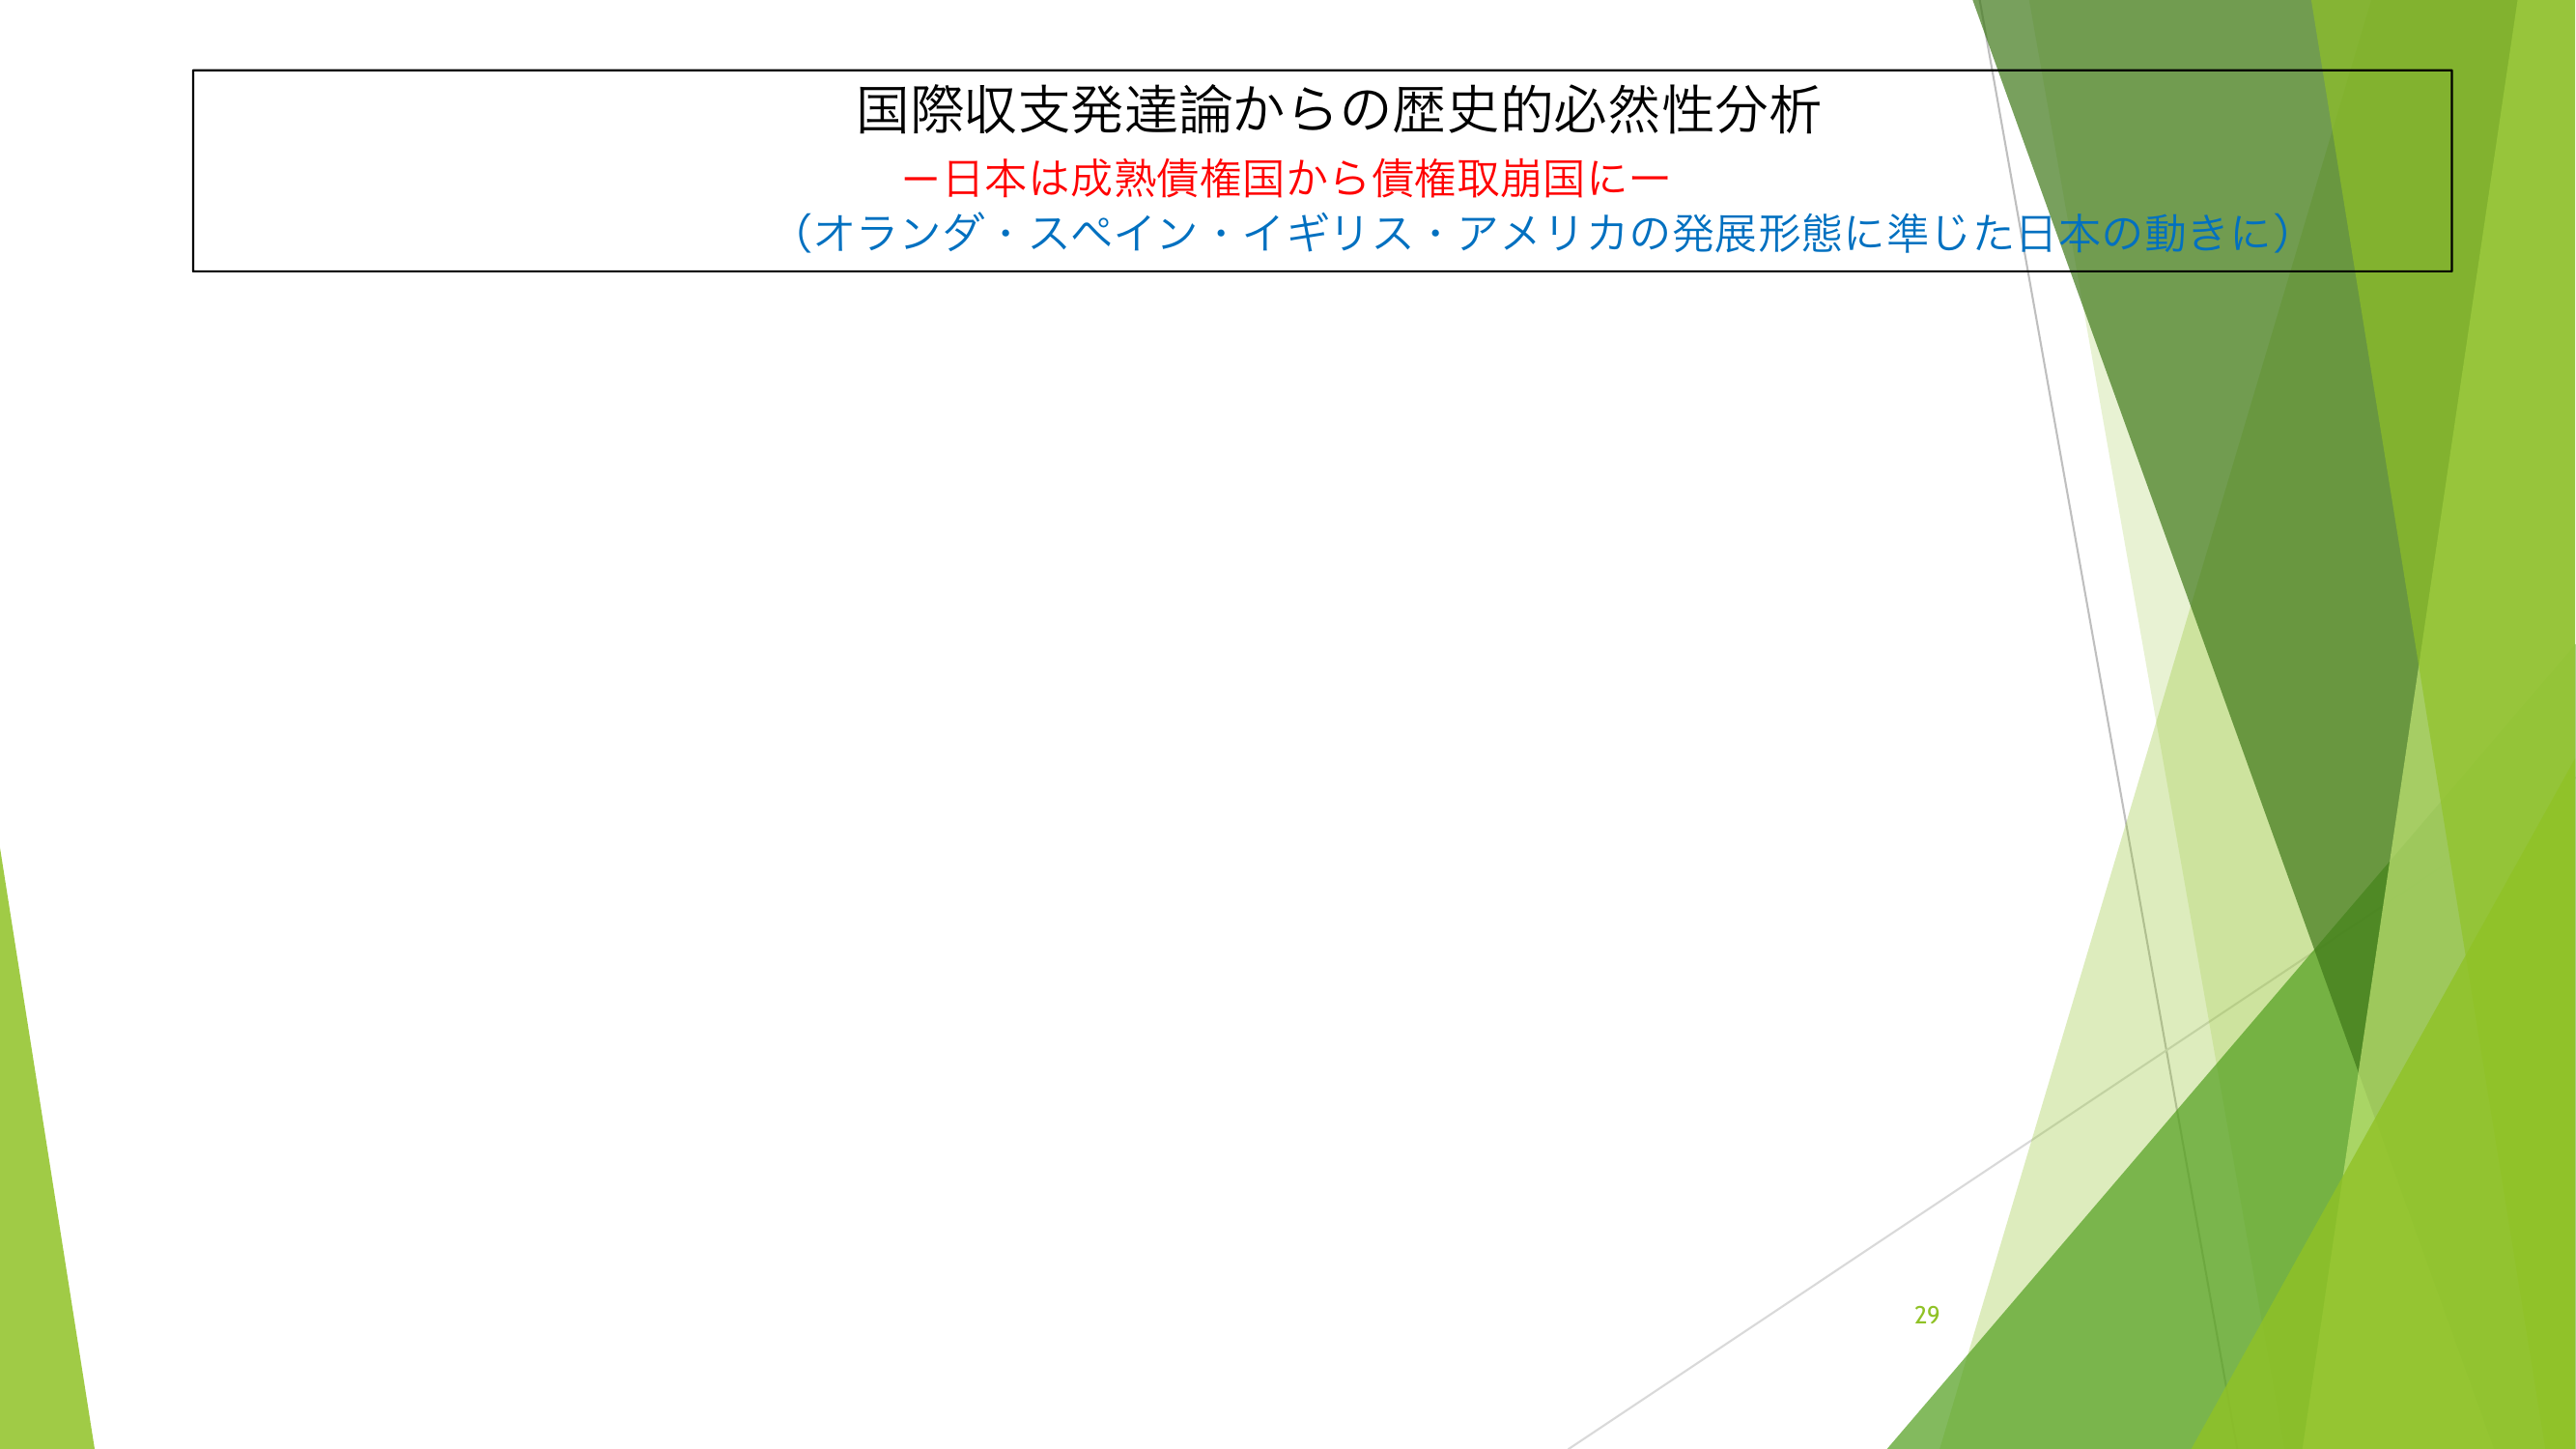 国際収支発達論からの歴史的必然性分析
ー日本は成熟債権国から債権取崩国にー
（オランダ・スペイン・イギリス・アメリカの発展形態に準じた日本の動きに）
29